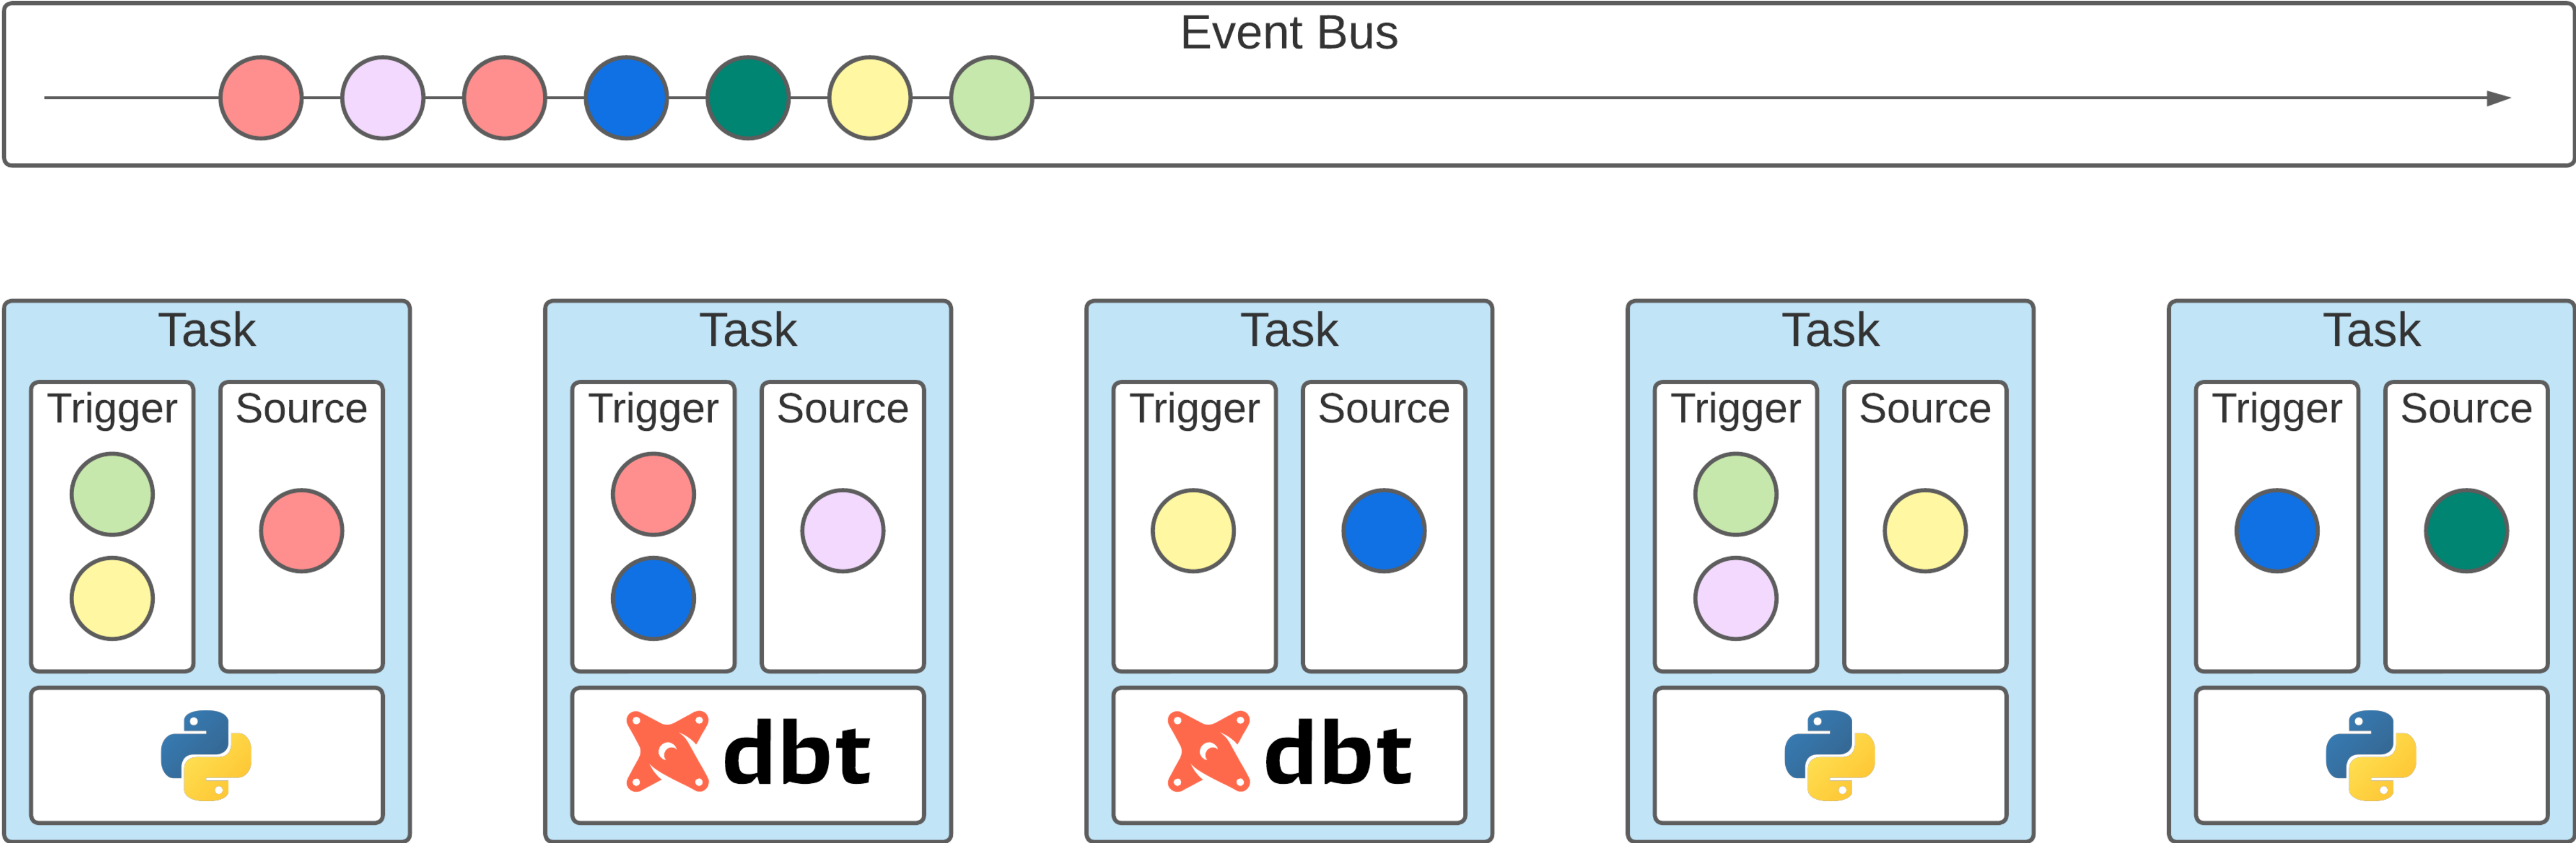 Event Bus
Task
Trigger
Source
Task
Trigger
Source
dbt
Task
Trigger
Source
dbt
Task
Trigger
Source
Task
Trigger
Source